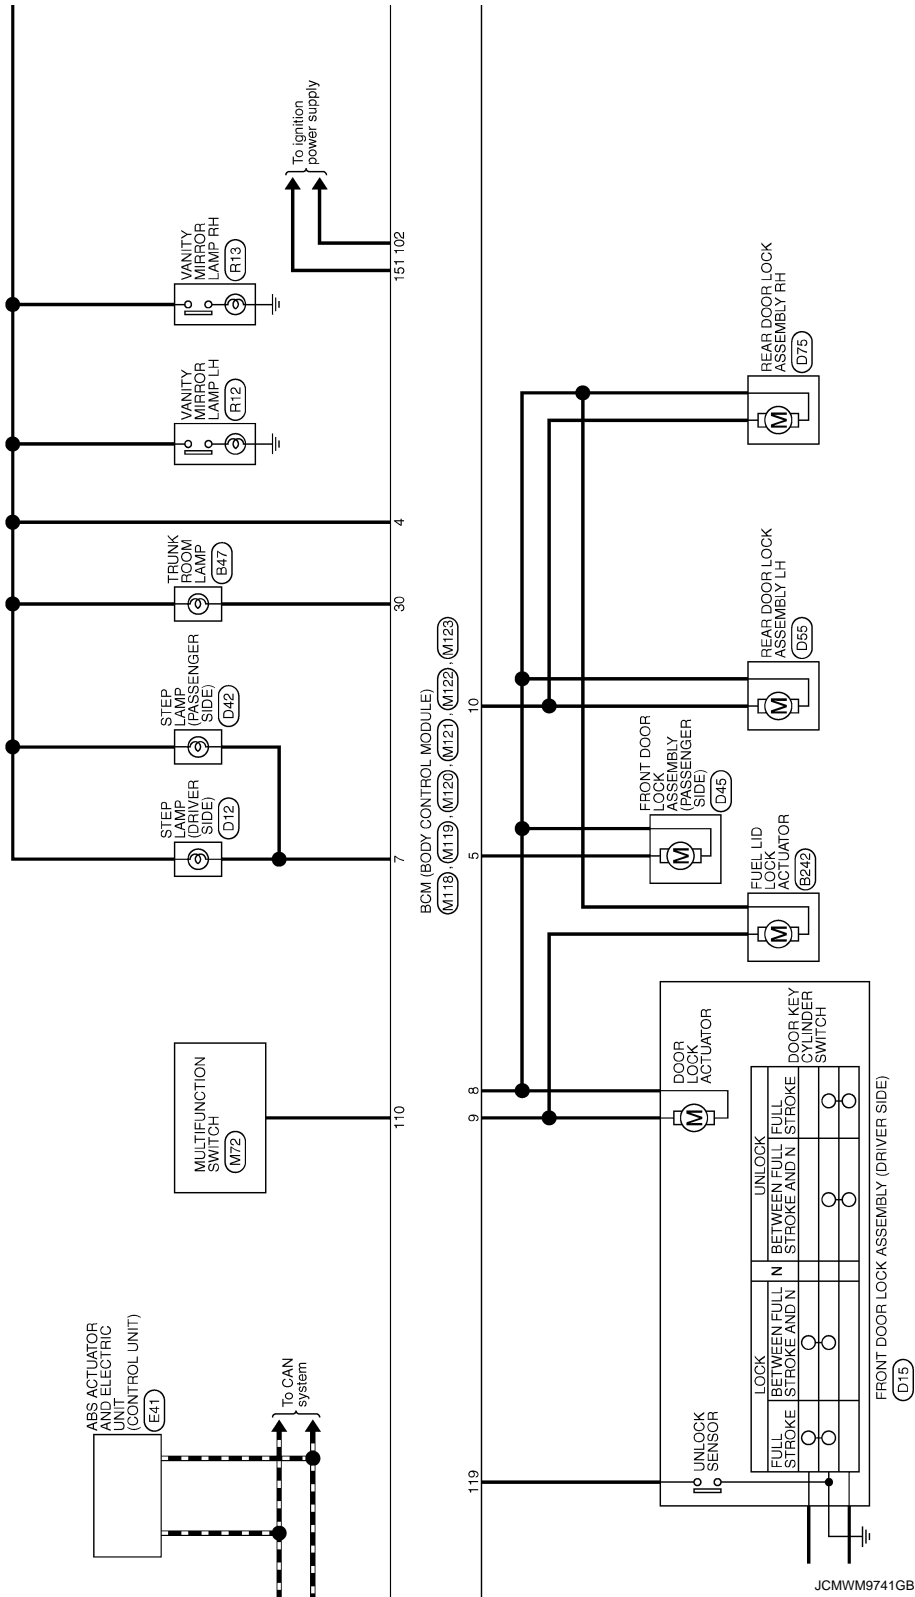 To ignition
power supply
VANITY
MIRROR
LAMP RH
R13
151
102
VANITY
MIRROR
LAMP LH
R12
4
TRUNK
ROOM
LAMP
B47
30
STEP
LAMP
(PASSENGER
SIDE)
D42
STEP
LAMP
(DRIVER
SIDE)
D12
7
MULTIFUNCTION
SWITCH
M72
110
ABS ACTUATOR
AND ELECTRIC
UNIT
(CONTROL UNIT)
E41
To CAN
system
BCM (BODY CONTROL MODULE)
M118 , M119 , M120 , M121 , M122 , M123
REAR DOOR LOCK
ASSEMBLY RH
D75
M
REAR DOOR LOCK
ASSEMBLY LH
D55
M
10
FRONT DOOR
LOCK
ASSEMBLY
(PASSENGER
SIDE)
D45
M
5
FUEL LID
LOCK
ACTUATOR
B242
M
8
9
DOOR
LOCK
ACTUATOR
M
DOOR KEY
CYLINDER
SWITCH
UNLOCK
FULL
STROKE
BETWEEN FULL
STROKE AND N
N
LOCK
BETWEEN FULL
STROKE AND N
FULL
STROKE
UNLOCK
SENSOR
119
FRONT DOOR LOCK ASSEMBLY (DRIVER SIDE)
D15
JCMWM9741GB